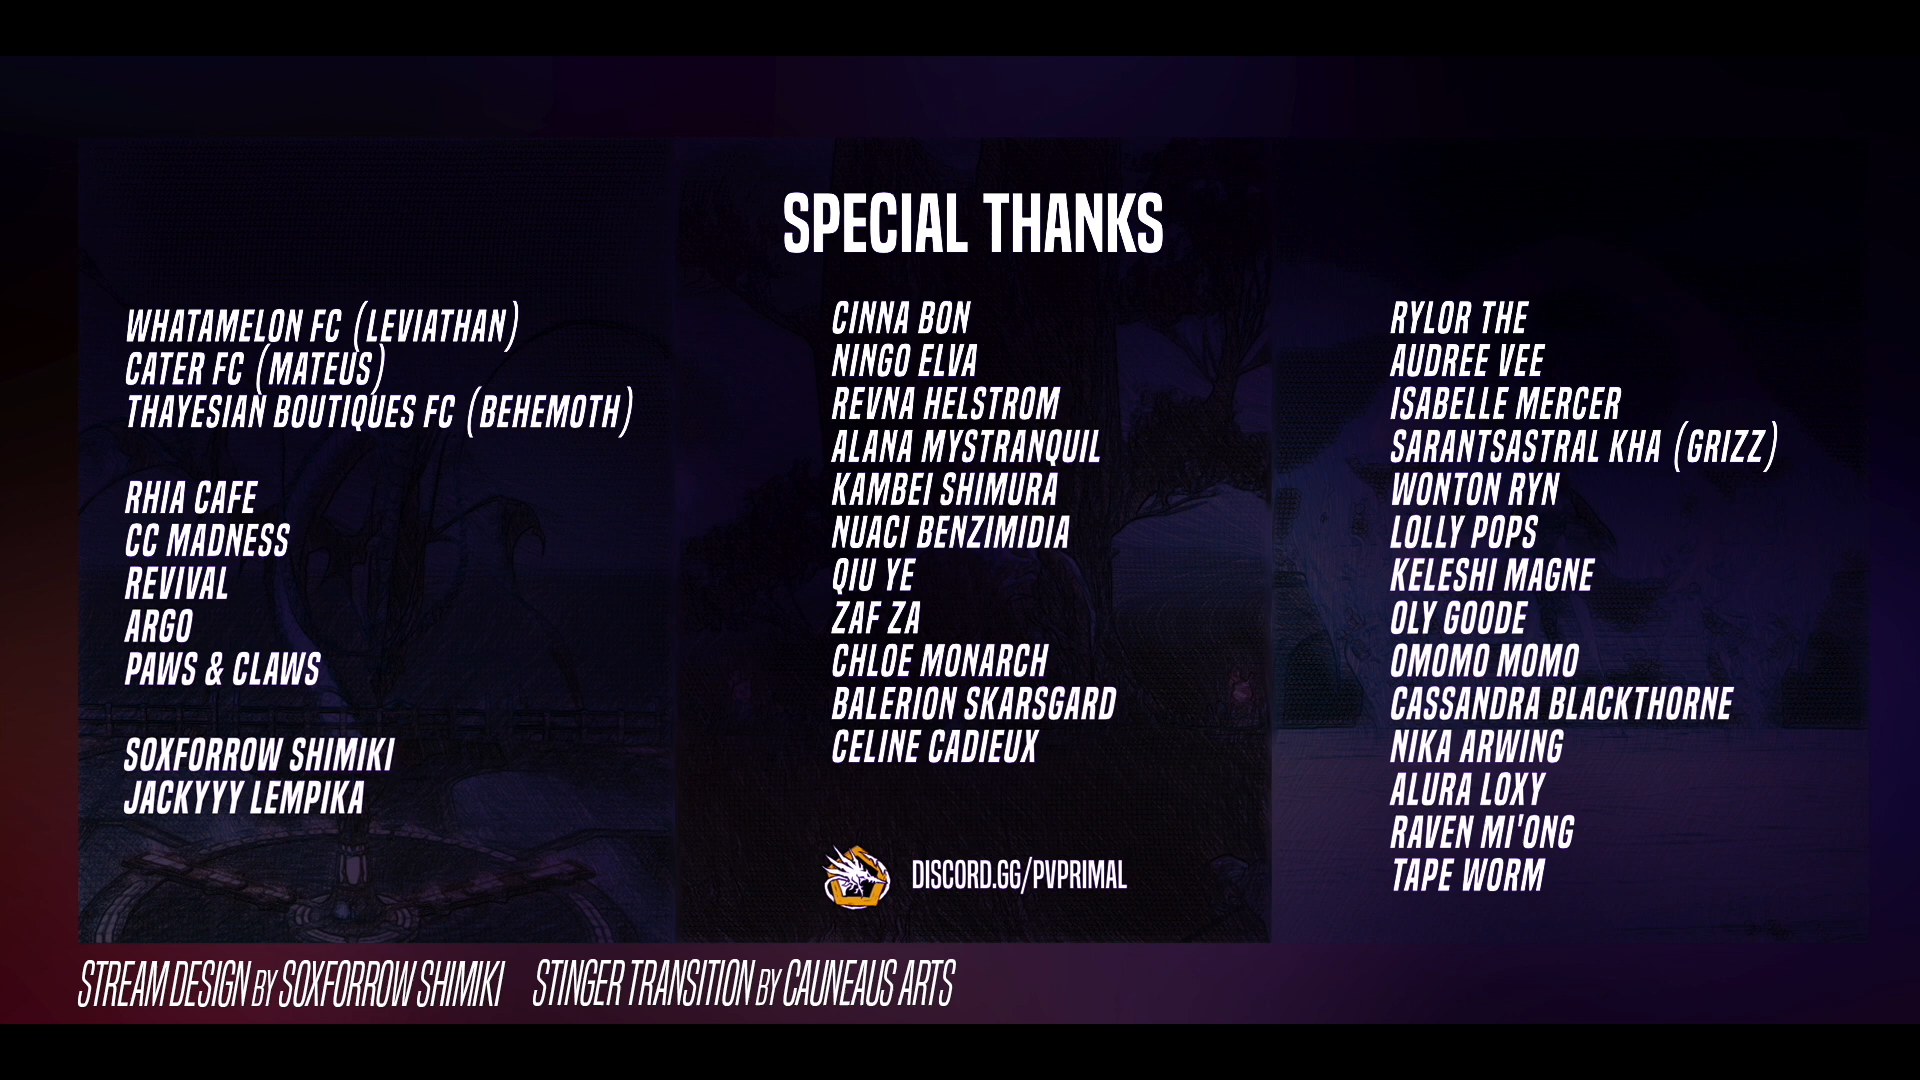 SPECIAL THANKS
WHATAMELON FC (LEVIATHAN)
CATER FC (MATEUS)
THAYESIAN BOUTIQUES FC (BEHEMOTH)
RHIA CAFE
CC MADNESS
REVIVAL
ARGO
PAWS & CLAWS
SOXFORROW SHIMIKI
JACKYYY LEMPIKA
CINNA BON
NINGO ELVA
REVNA HELSTROM
ALANA MYSTRANQUIL
KAMBEI SHIMURA
NUACI BENZIMIDIA
QIU YE
ZAF ZA
CHLOE MONARCH
BALERION SKARSGARD
CELINE CADIEUX
DISCORD.GG/PVPRIMAL
RYLOR THE
AUDREE VEE
ISABELLE MERCER
SARANTSASTRAL KHA (GRIZZ)
WONTON RYN
LOLLY POPS
KELESHI MAGNE
OLY GOODE
OMOMO MOMO
CASSANDRA BLACKTHORNE
NIKA ARWING
ALURA LOXY
RAVEN MI'ONG
TAPE WORM
STREAM DESIGN BY SOXFORROW SHIMIKI
STINGER TRANSITION BY CAUNEAUS ARTS